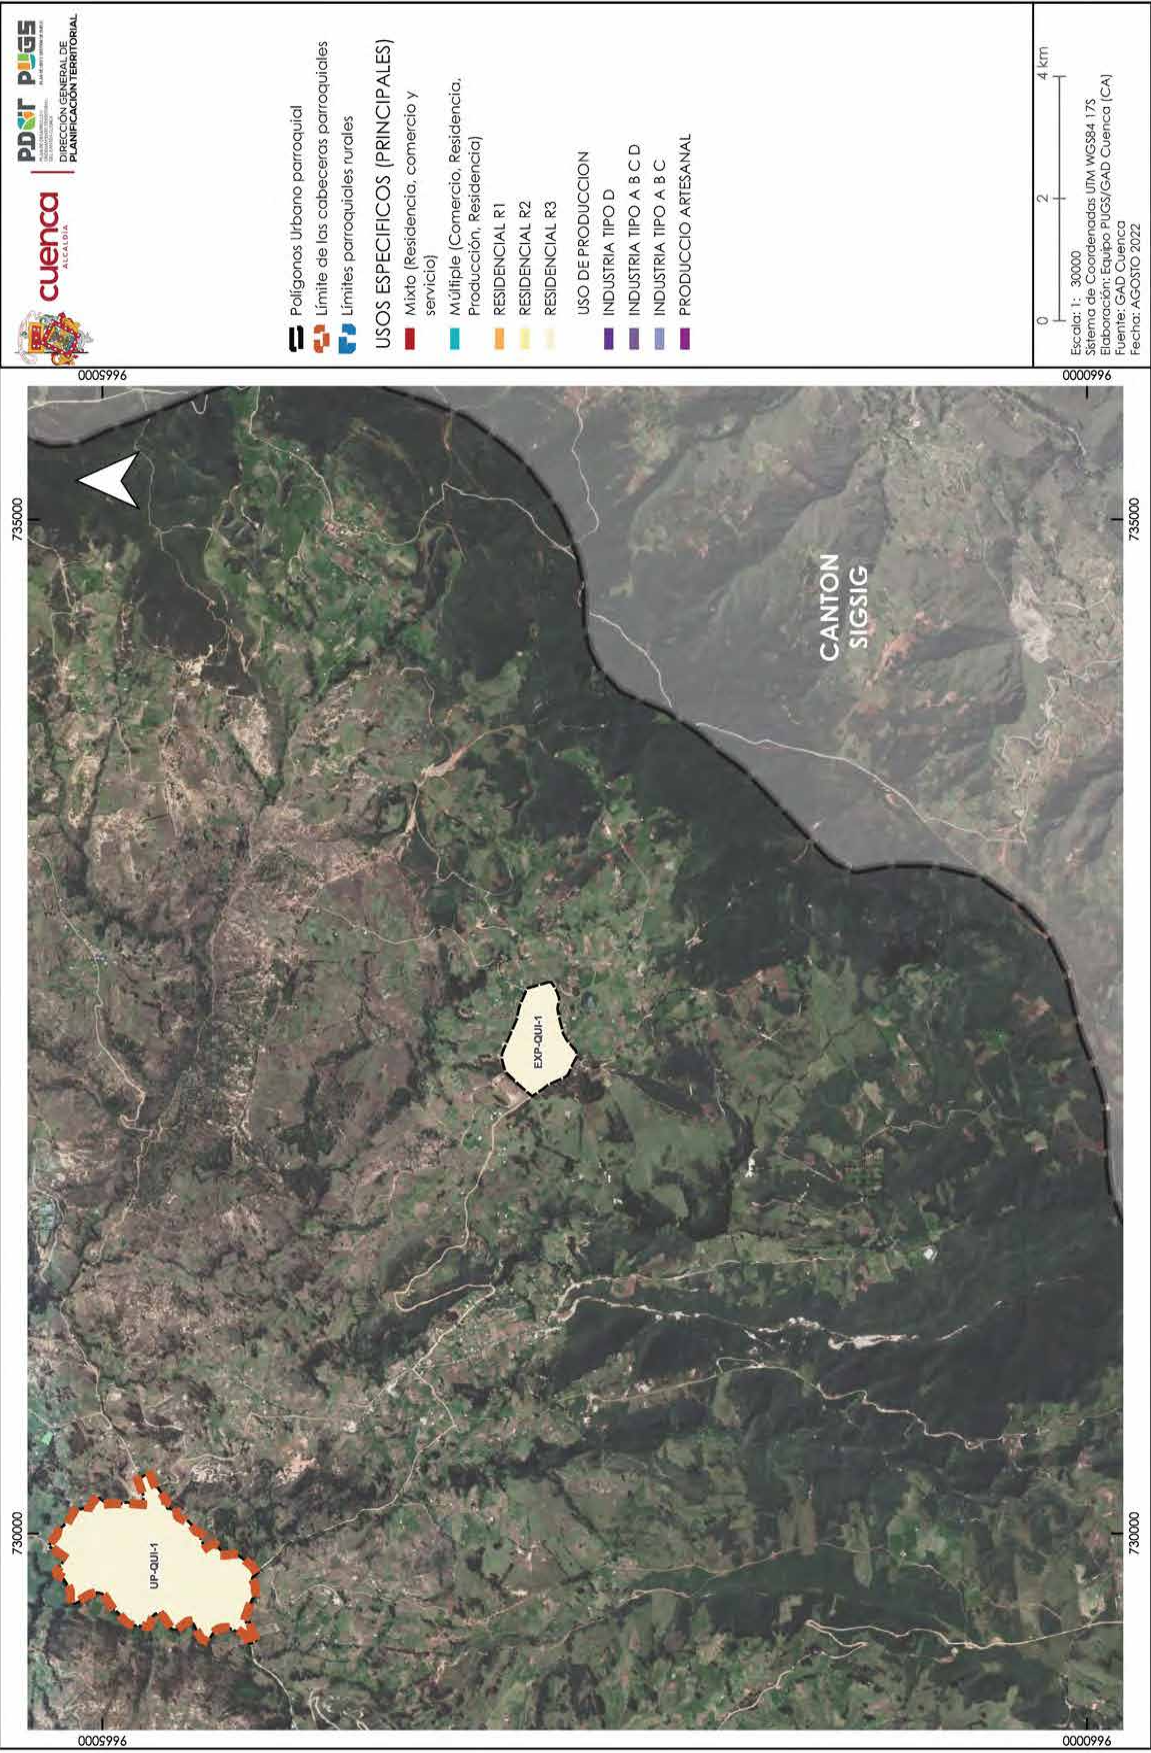 cuenca
ALCALDÍA
PDOT
PUGS
DIRECCIÓN GENERAL DE
PLANIFICACIÓN TERRITORIAL
Polígonos Urbano parroquial
Límite de las cabeceras parroquiales
Límites parroquiales rurales
USOS ESPECIFICOS (PRINCIPALES)
Mixto (Residencia, comercio y
servicio)
Múltiple (Comercio, Residencia,
Producción, Residencia)
RESIDENCIAL R1
RESIDENCIAL R2
RESIDENCIAL R3
USO DE PRODUCCION
INDUSTRIA TIPO D
INDUSTRIA TIPO A B C D
INDUSTRIA TIPO A B C
PRODUCCIO ARTESANAL
0 2 4 km
Escala: 1: 30000
Sistema de Coordenadas UTM WGS84 17S
Elaboración: Equipo PUGS/GAD Cuenca (CA)
Fuente: GAD Cuenca
Fecha: AGOSTO 2022
730000
735000
9665000
9665000
UP-QUI-1
EXP-QUI-1
CANTON
SIGSIG
9660000
9660000
730000
735000